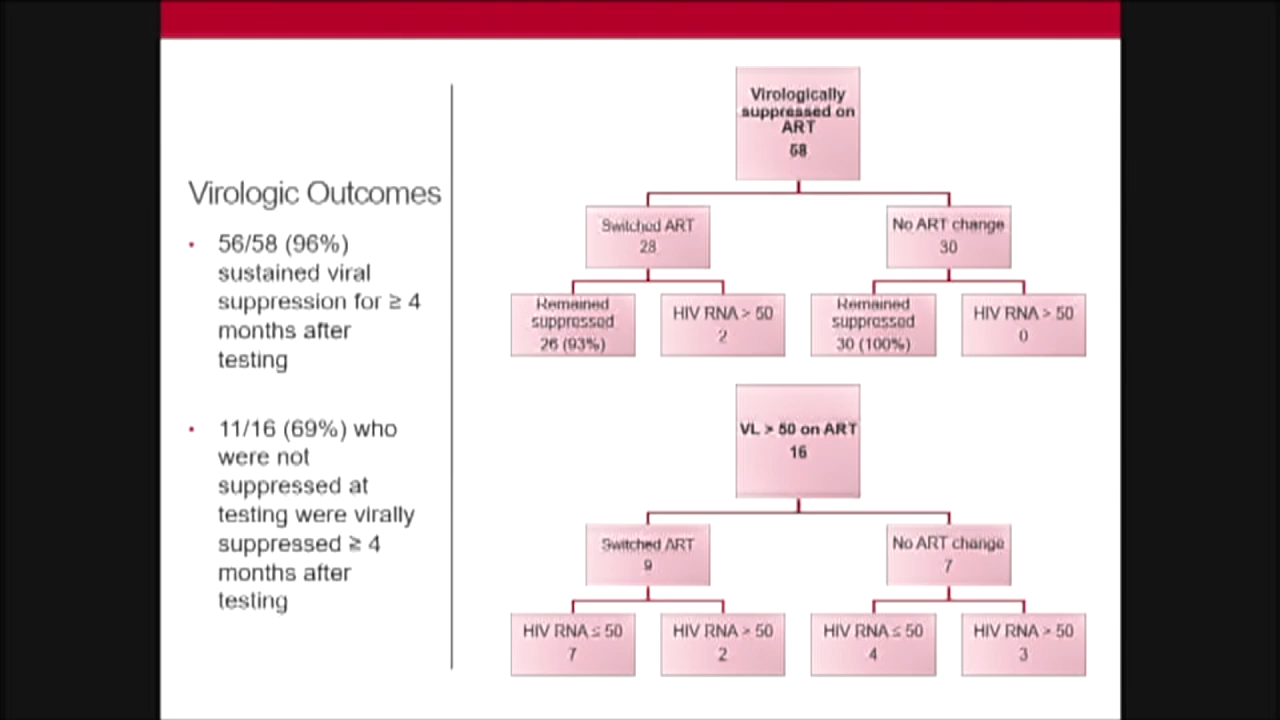 Virologic Outcomes
• 56/58 (96%)
sustained viral
suppression for ≥ 4
months after
testing
• 11/16 (69%) who
were not
suppressed at
testing were virally
suppressed ≥ 4
months after
testing
Virologically
suppressed on
ART
58
Switched ART
28
No ART change
30
Remained
suppressed
26 (93%)
HIV RNA > 50
2
Remained
suppressed
30 (100%)
HIV RNA > 50
0
VL > 50 on ART
16
Switched ART
9
No ART change
7
HIV RNA ≤ 50
7
HIV RNA > 50
2
HIV RNA ≤ 50
4
HIV RNA > 50
3